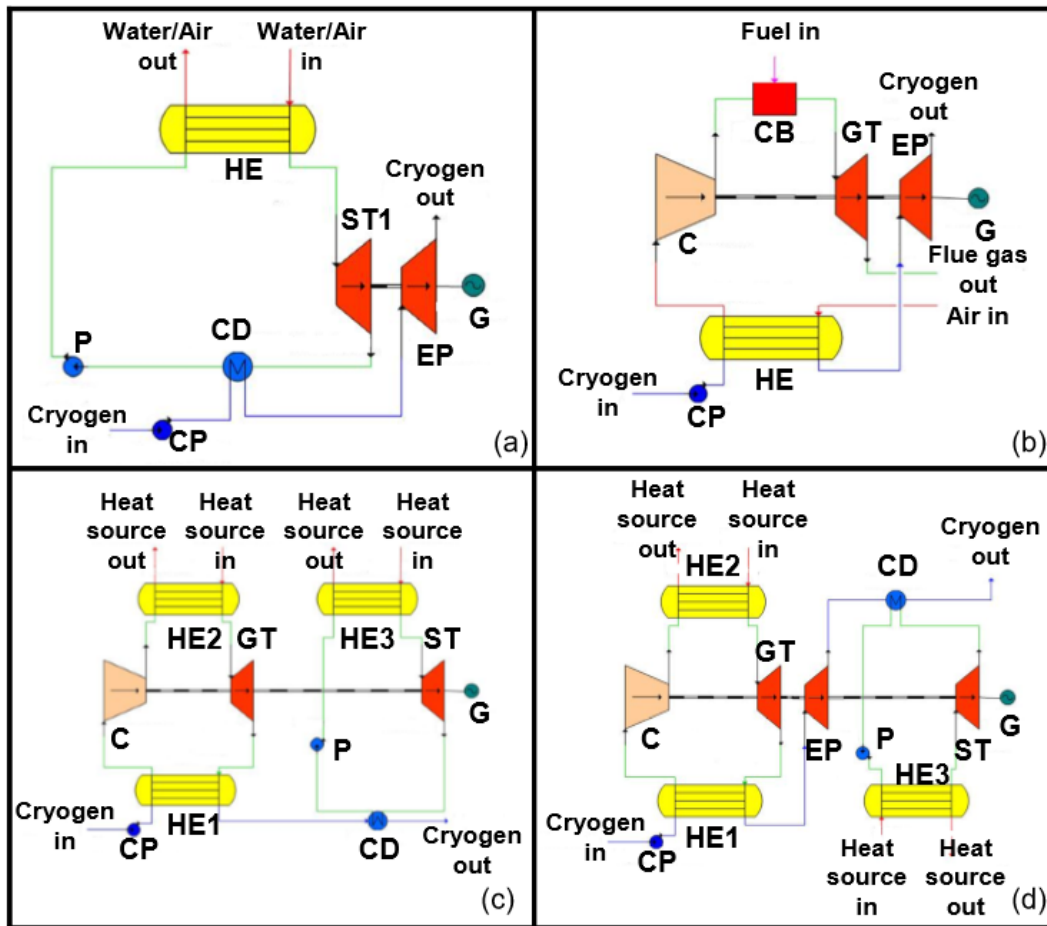 Water/Air out
Water/Air in
HE
Cryogen out
ST1
G
EP
CD
P
Cryogen in
CP
(a)
Fuel in
CB
GT
Cryogen out
EP
C
G
Flue gas out
Air in
HE
Cryogen in
CP
(b)
Heat source out
Heat source in
Heat source out
Heat source in
HE2
GT
HE3
ST
C
G
P
HE1
Cryogen in
CP
CD
Cryogen out
(c)
Heat source out
Heat source in
HE2
CD
Cryogen out
GT
C
EP
P
ST
G
HE3
HE1
Cryogen in
CP
Heat source in
Heat source out
(d)